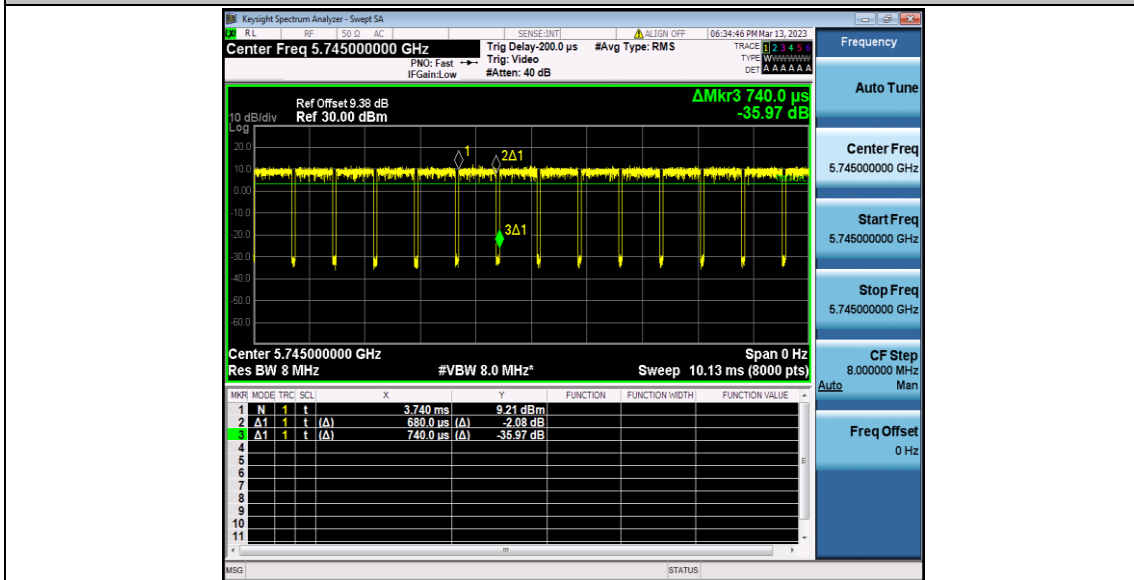 Keysight Spectrum Analyzer - Swept SA
RL RF 50 Ω AC SENSE:INT ALIGN OFF 06:34:46 PM Mar 13, 2023
Center Freq 5.745000000 GHz
PNO: Fast
IFGain:Low
Trig Delay-200.0 µs
Trig: Video
#Atten: 40 dB
#Avg Type: RMS
TRACE 1 2 3 4 5 6
TYPE
DET A A A A A A
Frequency
Auto Tune
Center Freq
5.745000000 GHz
Start Freq
5.745000000 GHz
Stop Freq
5.745000000 GHz
CF Step
8.000000 MHz
Auto Man
Freq Offset
0 Hz
ΔMkr3 740.0 µs
-35.97 dB
Ref Offset 9.38 dB
10 dB/div Ref 30.00 dBm
Log
20.0
10.0
0.00
-10.0
-20.0
-30.0
-40.0
-50.0
-60.0
1
2Δ1
3Δ1
Center 5.745000000 GHz Span 0 Hz
Res BW 8 MHz #VBW 8.0 MHz* Sweep 10.13 ms (8000 pts)
MKR MODE TRC SCL X Y FUNCTION FUNCTION WIDTH FUNCTION VALUE
1 N 1 t 3.740 ms 9.21 dBm
2 Δ1 1 t (Δ) 680.0 µs (Δ) -2.08 dB
3 Δ1 1 t (Δ) 740.0 µs (Δ) -35.97 dB
4
5
6
7
8
9
10
11
MSG STATUS